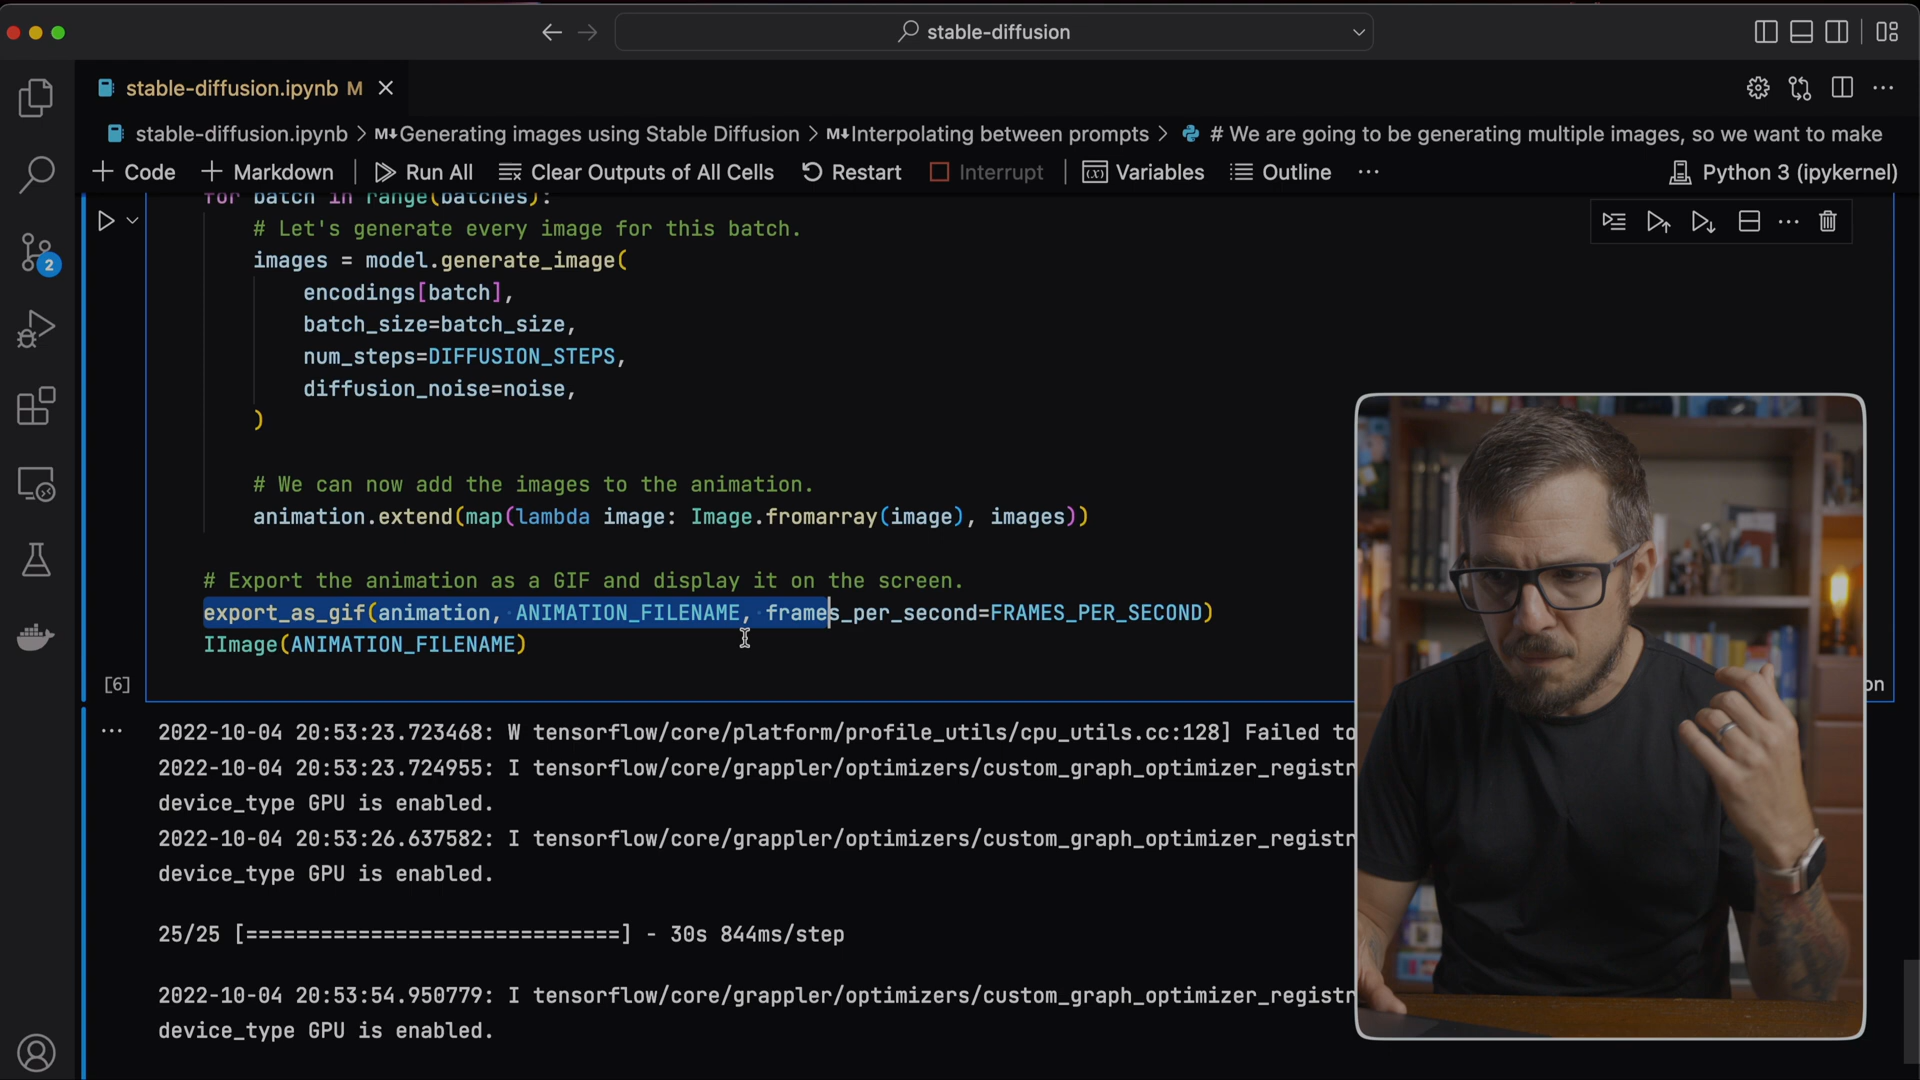 stable-diffusion
stable-diffusion.ipynb M
stable-diffusion.ipynb > M↓Generating images using Stable Diffusion > M↓Interpolating between prompts > # We are going to be generating multiple images, so we want to make
+ Code + Markdown Run All Clear Outputs of All Cells Restart Interrupt Variables Outline ... Python 3 (ipykernel)
for batch in range(batches):
# Let's generate every image for this batch.
images = model.generate_image(
2
encodings[batch],
batch_size=batch_size,
num_steps=DIFFUSION_STEPS,
diffusion_noise=noise,
)
# We can now add the images to the animation.
animation.extend(map(lambda image: Image.fromarray(image), images))
# Export the animation as a GIF and display it on the screen.
export_as_gif(animation, ANIMATION_FILENAME, frames_per_second=FRAMES_PER_SECOND)
IImage(ANIMATION_FILENAME)
[6]
on
2022-10-04 20:53:23.723468: W tensorflow/core/platform/profile_utils/cpu_utils.cc:128] Failed to
2022-10-04 20:53:23.724955: I tensorflow/core/grappler/optimizers/custom_graph_optimizer_registr
device_type GPU is enabled.
2022-10-04 20:53:26.637582: I tensorflow/core/grappler/optimizers/custom_graph_optimizer_registr
device_type GPU is enabled.
25/25 [==============================] - 30s 844ms/step
2022-10-04 20:53:54.950779: I tensorflow/core/grappler/optimizers/custom_graph_optimizer_registr
device_type GPU is enabled.